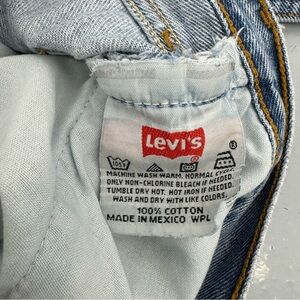 Levi's
MACHINE WASH WARM. NORMAL CYCLE.
ONLY NON-CHLORINE BLEACH IF NEEDED.
TUMBLE DRY HOT. HOT IRON IF NEEDED.
WASH AND DRY WITH LIKE COLORS.
100% COTTON
MADE IN MEXICO WPL